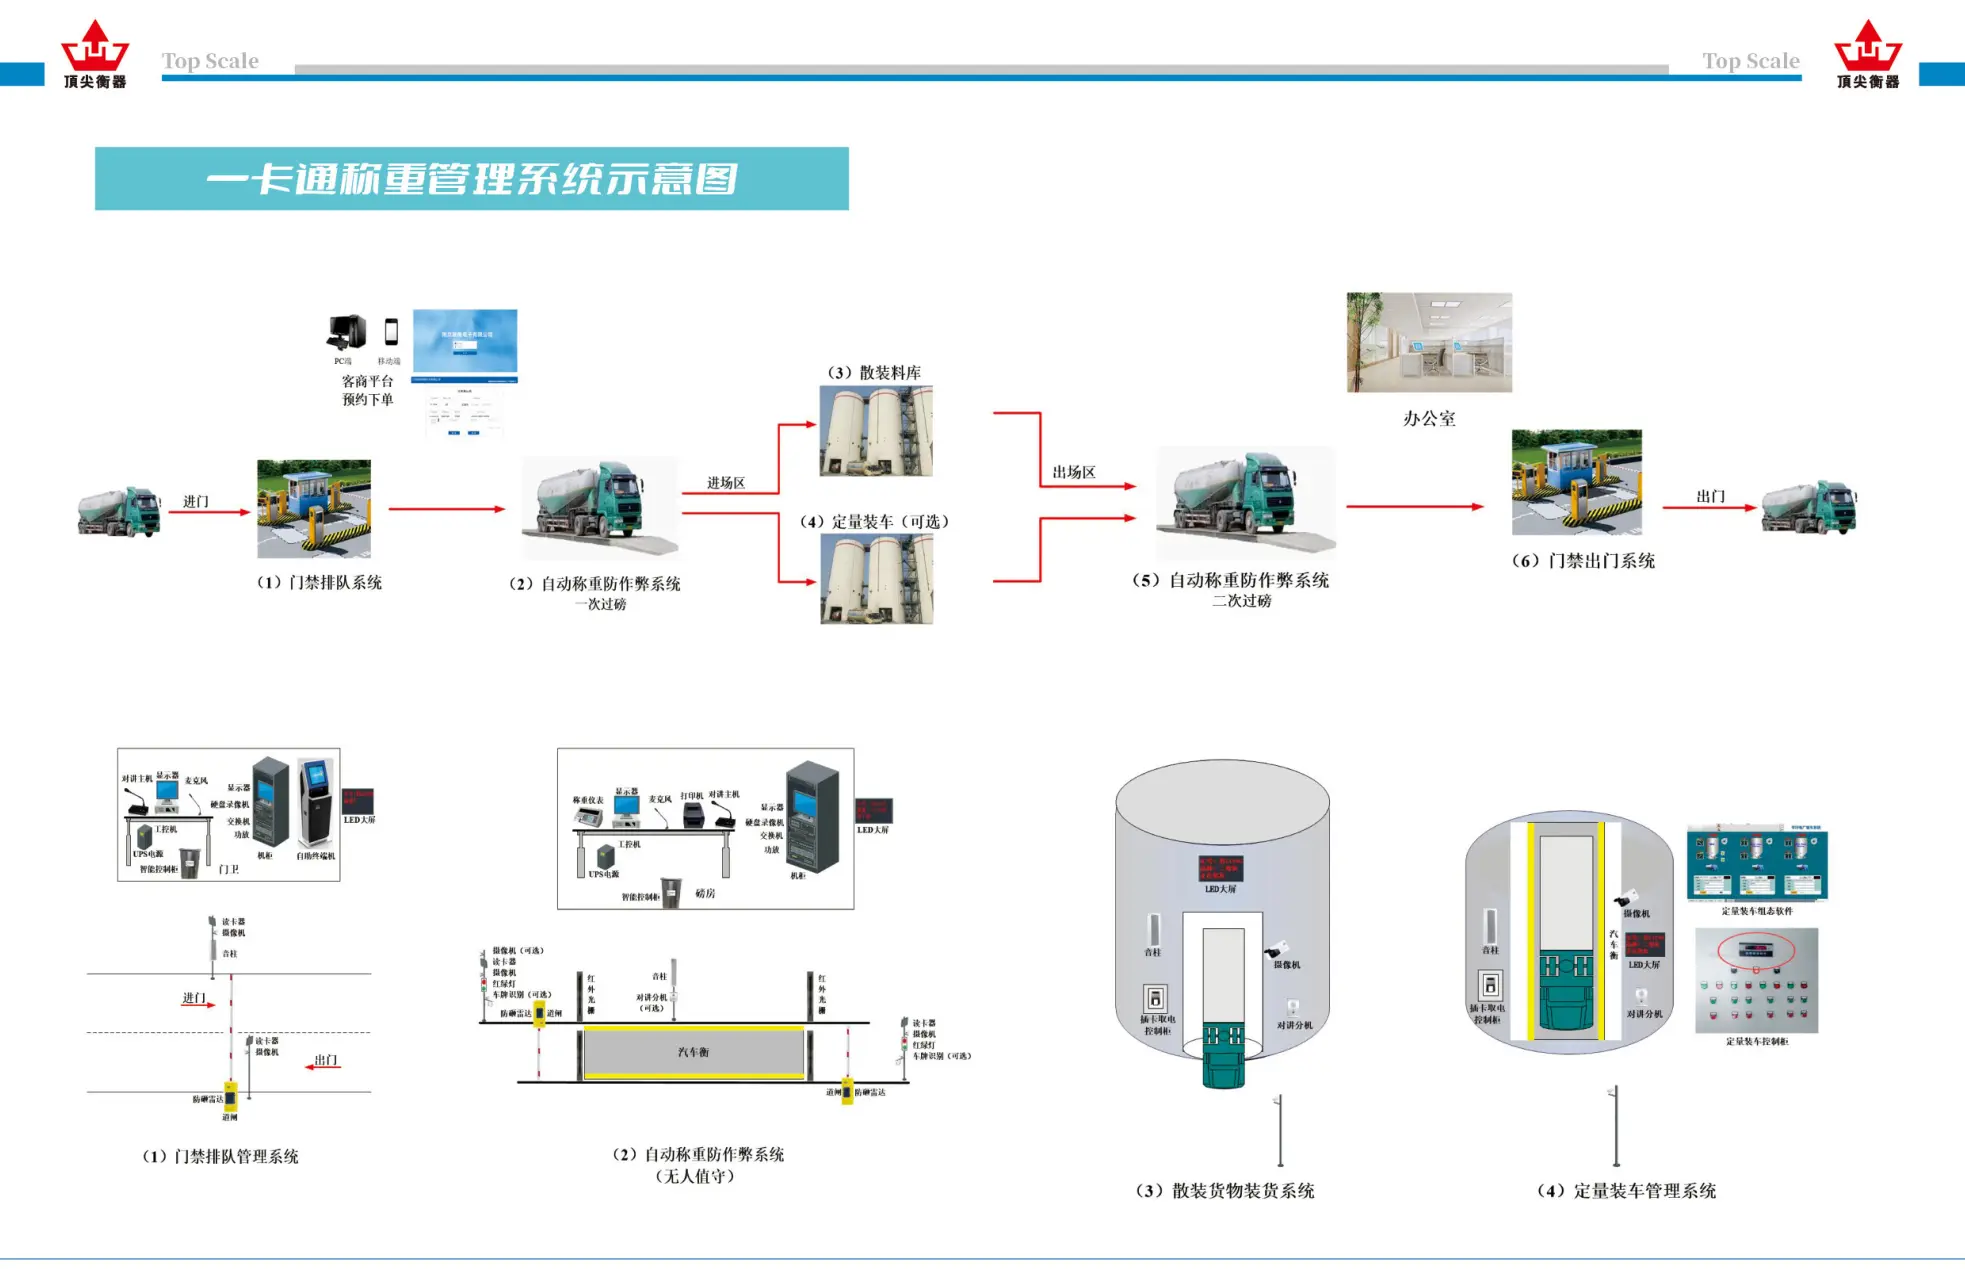 頂尖衡器
Top Scale
Top Scale
頂尖衡器
一卡通称重管理系统示意图
PC端
移动端
客商平台
预约下单
进门
(1)门禁排队系统
(2)自动称重防作弊系统
一次过磅
进场区
(3)散装料库
(4)定量装车(可选)
出场区
(5)自动称重防作弊系统
二次过磅
办公室
(6)门禁出门系统
出门
对讲主机
显示器
麦克风
工控机
UPS电源
智能控制柜
门卫
显示器
硬盘录像机
交换机
功放
机柜
自助终端机
LED大屏
读卡器
摄像机
音柱
进门
读卡器
摄像机
出门
防砸雷达
道闸
(1)门禁排队管理系统
称重仪表
显示器
麦克风
打印机
对讲主机
工控机
UPS电源
智能控制柜
磅房
显示器
硬盘录像机
交换机
功放
机柜
LED大屏
摄像机(可选)
读卡器
摄像机
红绿灯
车牌识别(可选)
防砸雷达
道闸
红外光栅
音柱
对讲分机
(可选)
红外光栅
汽车衡
读卡器
摄像机
红绿灯
车牌识别(可选)
道闸
防砸雷达
(2)自动称重防作弊系统
(无人值守)
LED大屏
音柱
摄像机
插卡取电
控制柜
对讲分机
(3)散装货物装货系统
音柱
插卡取电
控制柜
汽车衡
摄像机
LED大屏
对讲分机
定量装车组态软件
定量装车控制柜
(4)定量装车管理系统